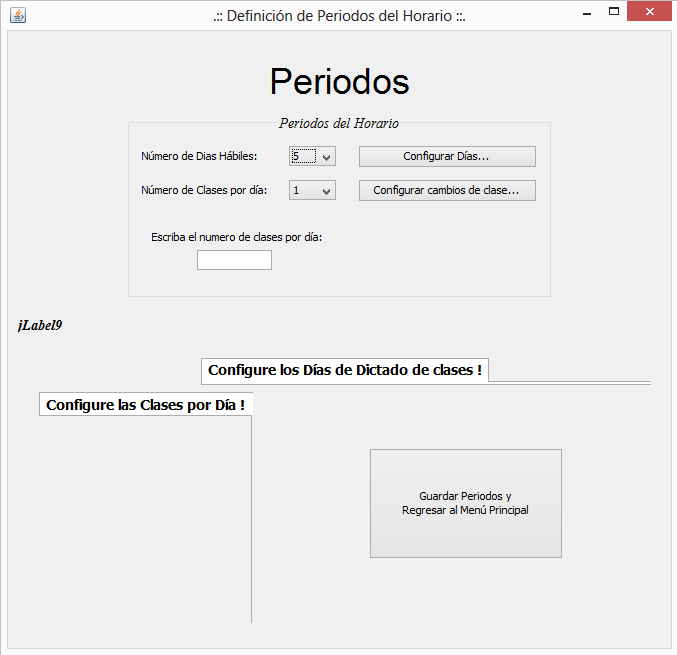 .:: Definición de Periodos del Horario ::.
Periodos
Periodos del Horario
Número de Dias Hábiles:
5
Configurar Días...
Número de Clases por día:
1
Configurar cambios de clase...
Escriba el numero de clases por día:
jLabel9
Configure los Días de Dictado de clases !
Configure las Clases por Día !
Guardar Periodos y
Regresar al Menú Principal